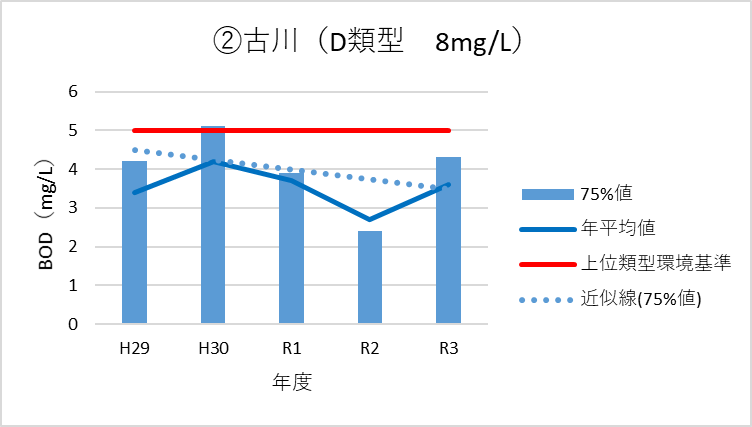 ②古川（D類型　8mg/L）
6
5
4
3
2
1
0
BOD（mg/L）
H29 H30 R1 R2 R3
年度
75%値
年平均値
上位類型環境基準
近似線(75%値)